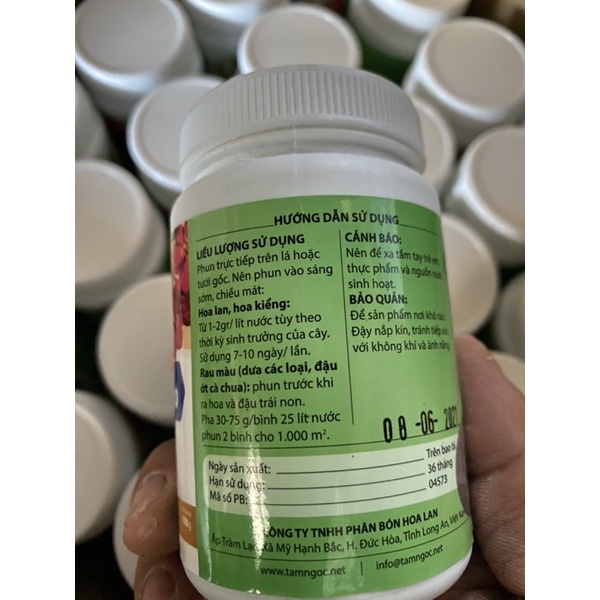 HƯỚNG DẪN SỬ DỤNG
LIỀU LƯỢNG SỬ DỤNG
Phun trực tiếp trên lá hoặc
tưới gốc. Nên phun vào sáng
sớm, chiều mát:
Hoa lan, hoa kiểng:
Từ 1-2gr/ lít nước tùy theo
thời kỳ sinh trưởng của cây.
Sử dụng 7-10 ngày/ lần.
Rau màu (dưa các loại, đậu
ớt cà chua): phun trước khi
ra hoa và đậu trái non.
Pha 30-75 g/bình 25 lít nước
phun 2 bình cho 1.000 m².
CẢNH BÁO:
Nên để xa tầm tay trẻ em,
thực phẩm và nguồn nước
sinh hoạt.
BẢO QUẢN:
Để sản phẩm nơi khô ráo
Đậy nắp kín, tránh tiếp xúc
với không khí và ánh nắng
08 -06- 2021
Ngày sản xuất: Trên bao bì
Hạn sử dụng: 36 tháng
Mã số PB: 04573
CÔNG TY TNHH PHÂN BÓN HOA LAN
Ấp Tràm Lạc, Xã Mỹ Hạnh Bắc, H. Đức Hòa, Tỉnh Long An, Việt Nam
www.tamngoc.net | info@tamngoc.net